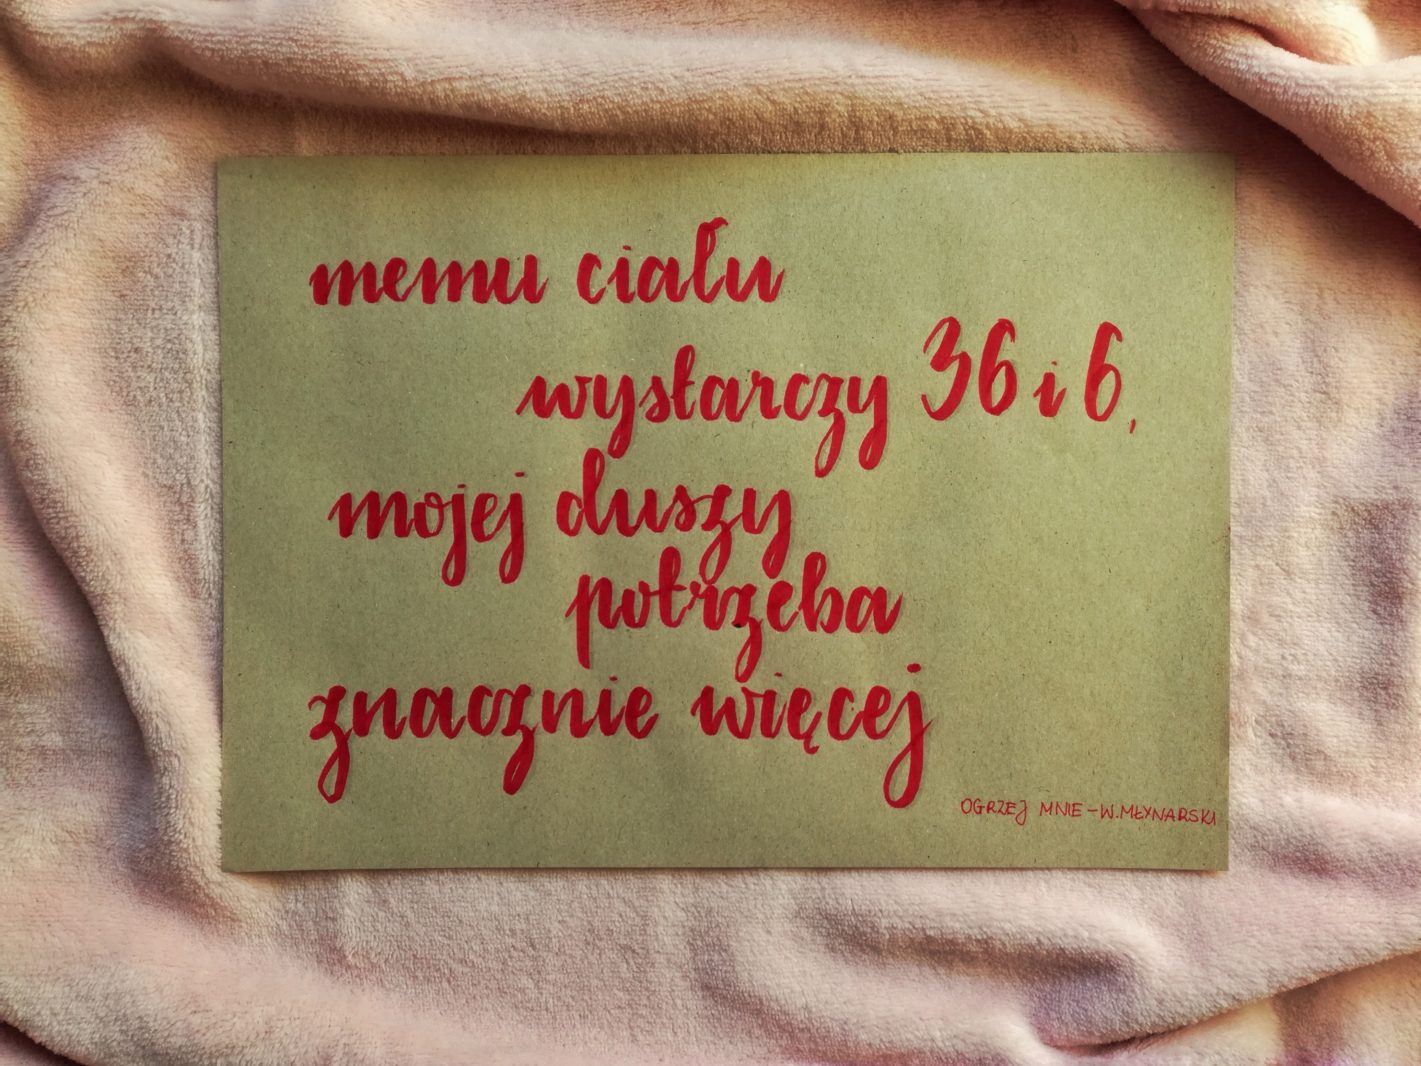 memu ciału
wystarczy 36 i 6,
mojej duszy
potrzeba
znacznie więcej
OGRZEJ MNIE - W. MŁYNARSKI